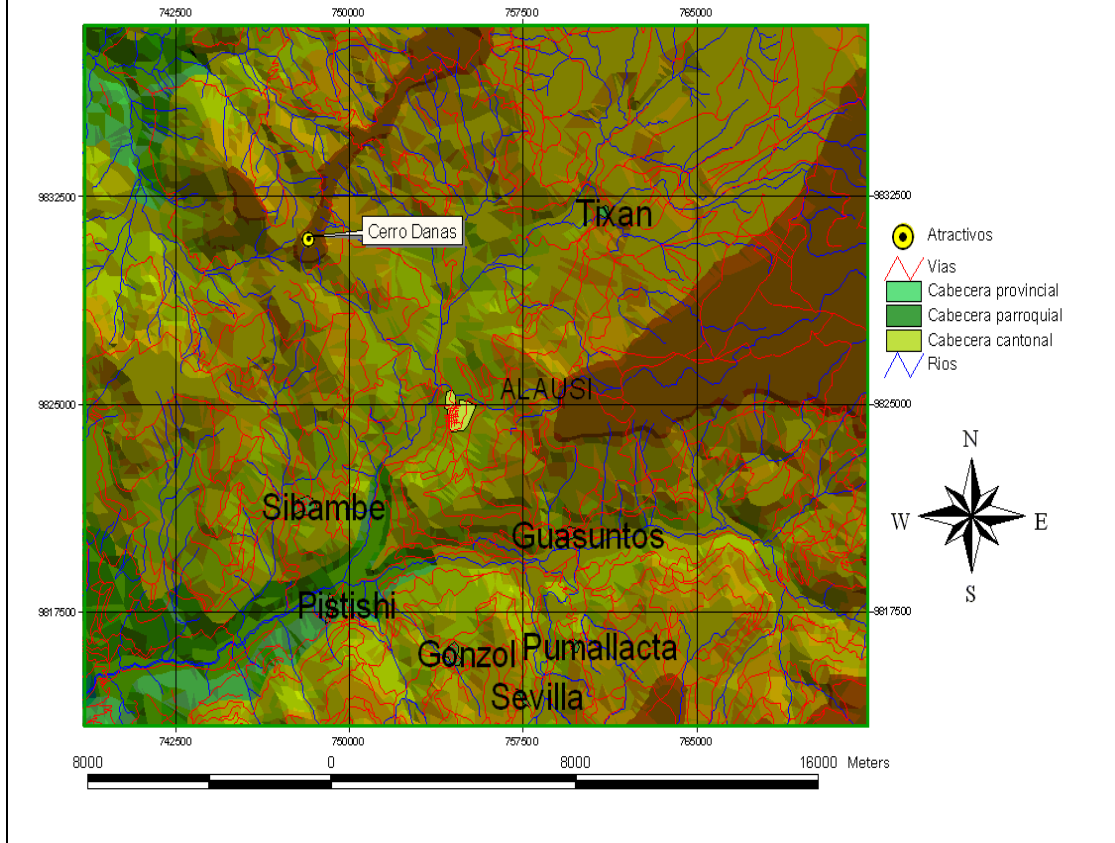 742500 750000 757500 765000
9832500 9832500
Tixan
Cerro Danas
Atractivos
Vias
Cabecera provincial
Cabecera parroquial
Cabecera cantonal
Rios
ALAUSI
9825000 9825000
N
W E
S
Sibambe
Guasuntos
Pistishi
9817500 9817500
Gonzol Pumallacta
Sevilla
742500 750000 757500 765000
8000 0 8000 16000 Meters